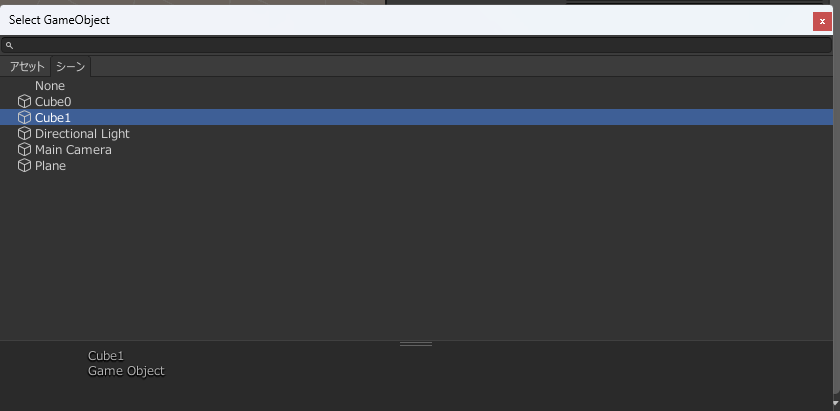 Select GameObject
x
アセット シーン
None
Cube0
Cube1
Directional Light
Main Camera
Plane
Cube1
Game Object